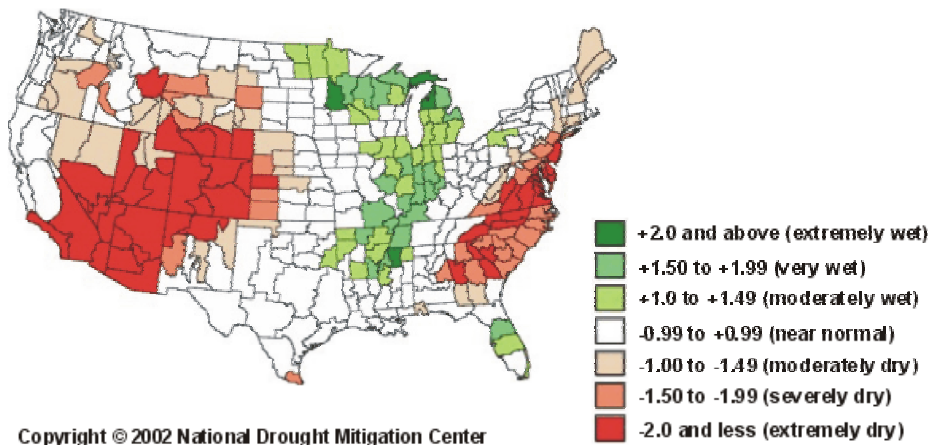 +2.0 and above (extremely wet)
+1.50 to +1.99 (very wet)
+1.0 to +1.49 (moderately wet)
-0.99 to +0.99 (near normal)
-1.00 to -1.49 (moderately dry)
-1.50 to -1.99 (severely dry)
-2.0 and less (extremely dry)
Copyright © 2002 National Drought Mitigation Center